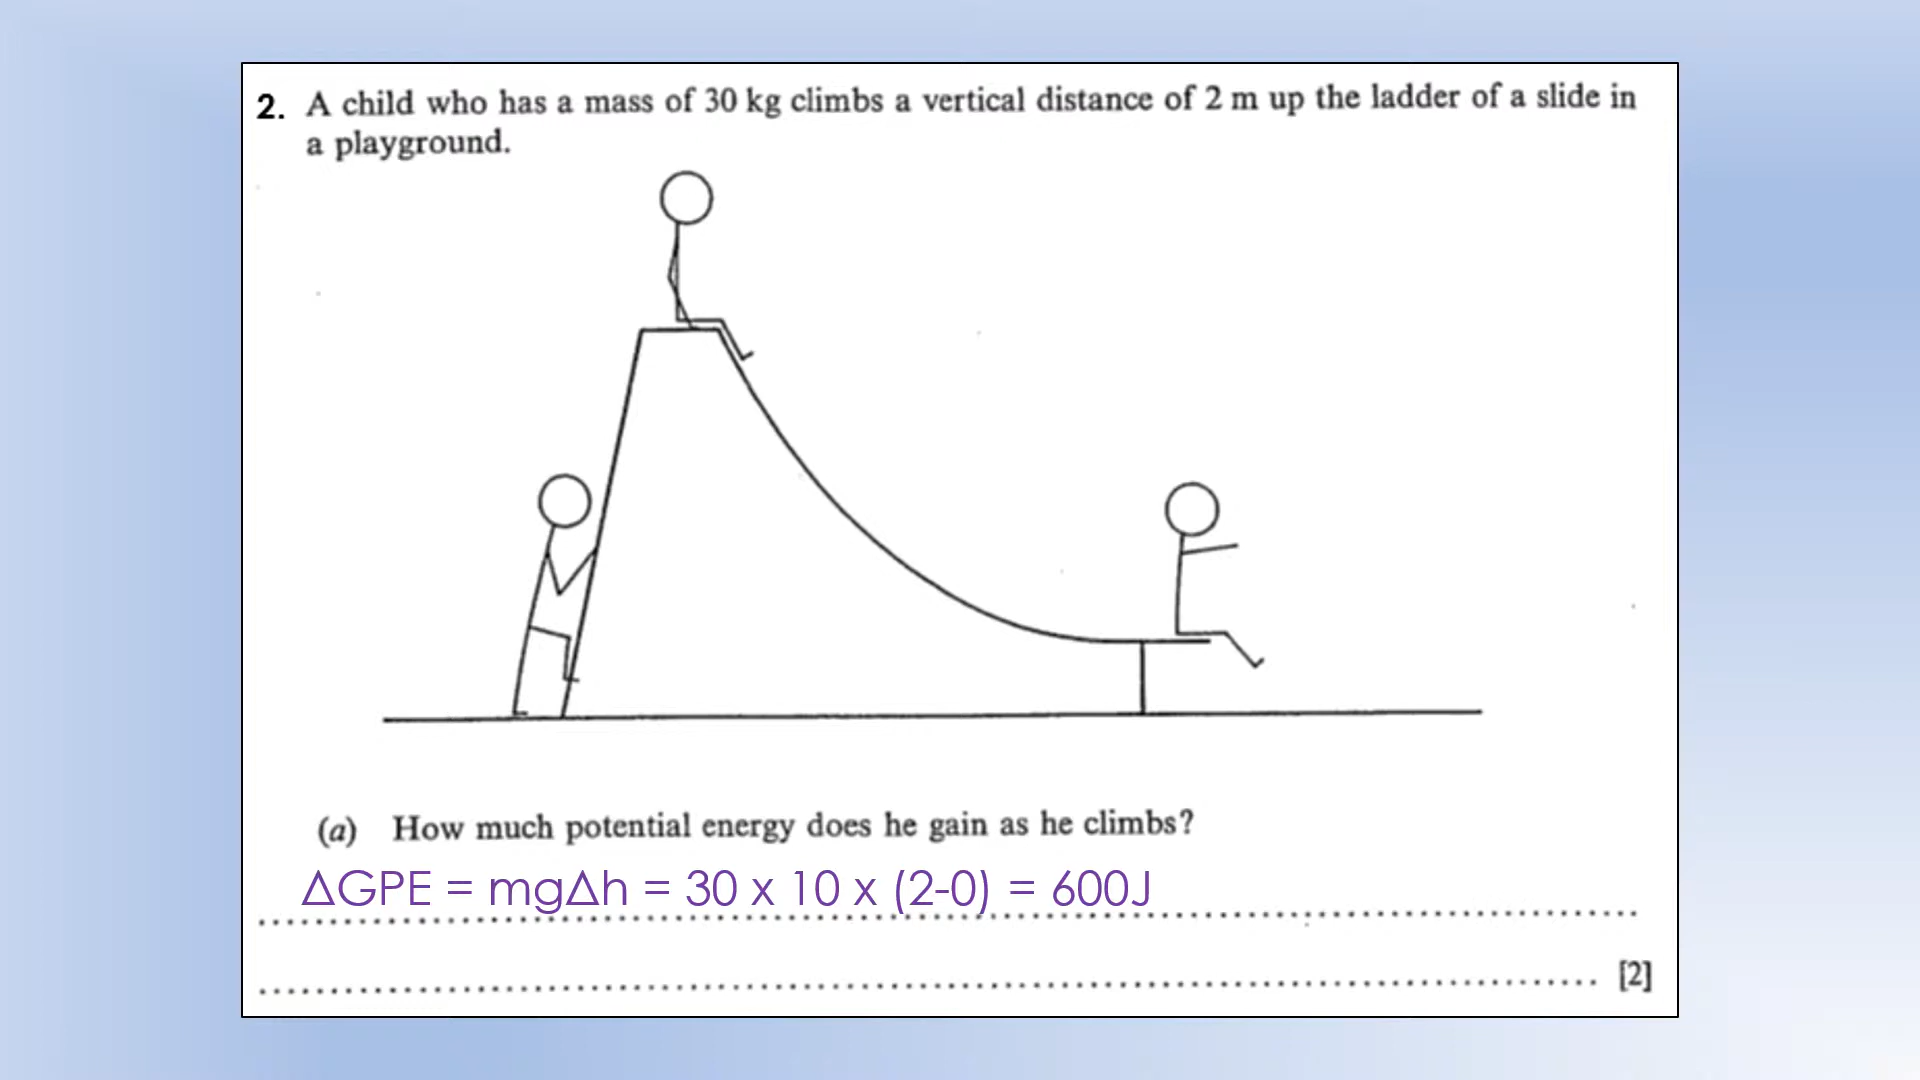 2. A child who has a mass of 30 kg climbs a vertical distance of 2 m up the ladder of a slide in
a playground.
(a) How much potential energy does he gain as he climbs?
ΔGPE = mgΔh = 30 x 10 x (2-0) = 600J
[2]